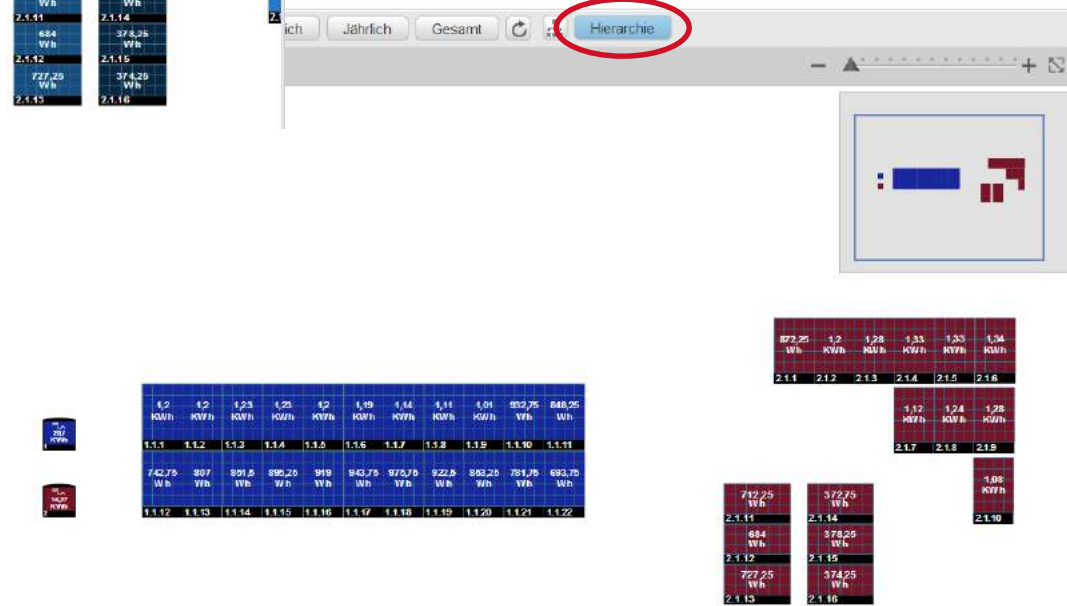 Wh Wh
2.1.11 2.1.14
684 Wh 378,25 Wh
2.1.12 2.1.15
727,25 Wh 374,25 Wh
2.1.13 2.1.16
ich Jährlich Gesamt Hierarchie
872,25 Wh 1,2 KWh 1,28 KWh 1,33 KWh 1,33 KWh 1,34 KWh
2.1.1 2.1.2 2.1.3 2.1.4 2.1.5 2.1.6
1,2 KWh 1,2 KWh 1,23 KWh 1,23 KWh 1,2 KWh 1,19 KWh 1,14 KWh 1,11 KWh 1,01 KWh 932,75 Wh 848,25 Wh
1.1.1 1.1.2 1.1.3 1.1.4 1.1.5 1.1.6 1.1.7 1.1.8 1.1.9 1.1.10 1.1.11
1,12 KWh 1,24 KWh 1,28 KWh
2.1.7 2.1.8 2.1.9
KWh
1
742,75 Wh 807 Wh 851,5 Wh 895,25 Wh 919 Wh 943,75 Wh 975,75 Wh 922,5 Wh 863,25 Wh 781,75 Wh 693,75 Wh
1.1.12 1.1.13 1.1.14 1.1.15 1.1.16 1.1.17 1.1.18 1.1.19 1.1.20 1.1.21 1.1.22
KWh
2
1,08 KWh
2.1.10
712,25 Wh 372,75 Wh
2.1.11 2.1.14
684 Wh 378,25 Wh
2.1.12 2.1.15
727,25 Wh 374,25 Wh
2.1.13 2.1.16